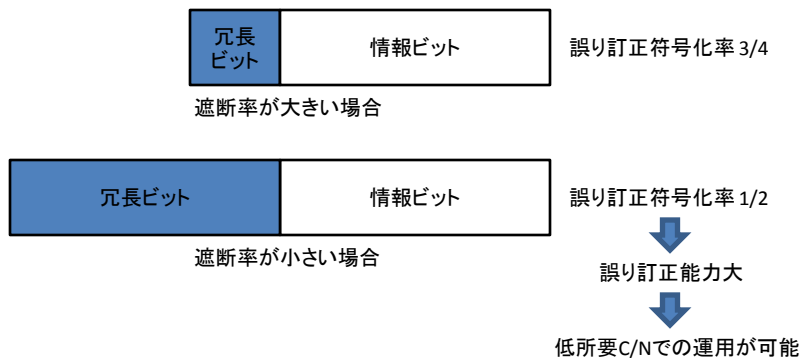 冗長
ビット
情報ビット
誤り訂正符号化率 3/4
遮断率が大きい場合
冗長ビット
情報ビット
誤り訂正符号化率 1/2
遮断率が小さい場合
誤り訂正能力大
低所要C/Nでの運用が可能